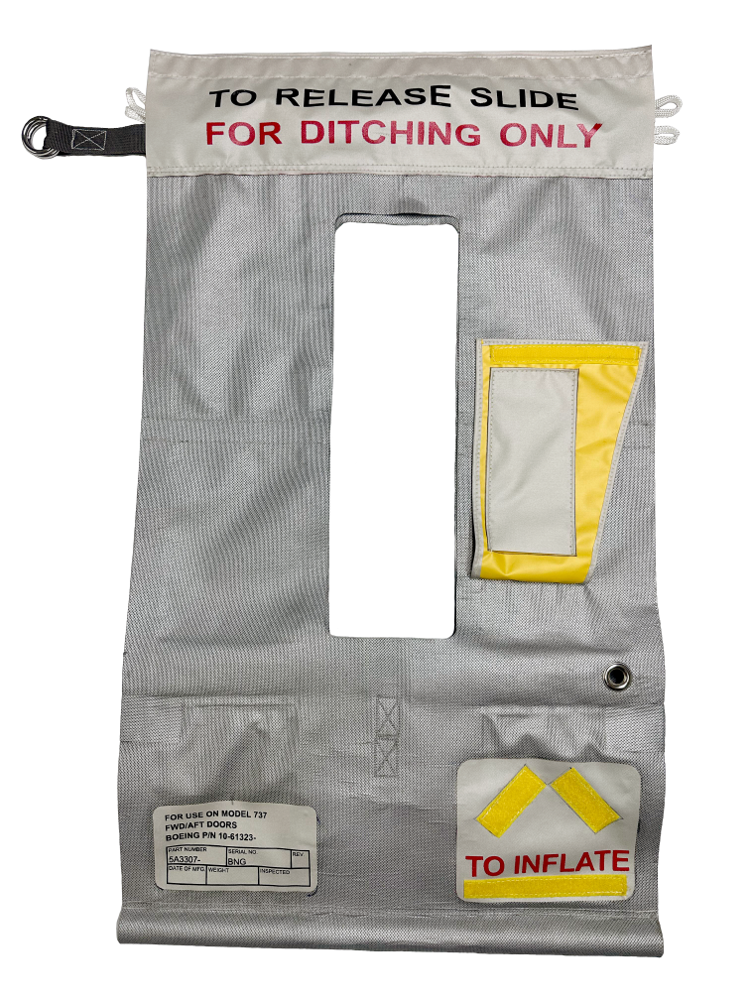 TO RELEASE SLIDE
FOR DITCHING ONLY
FOR USE ON MODEL 737
FWD/AFT DOORS
BOEING P/N 10-61323-
PART NUMBER SERIAL NO. REV.
5A3307- BNG
DATE OF MFG. WEIGHT INSPECTED
TO INFLATE